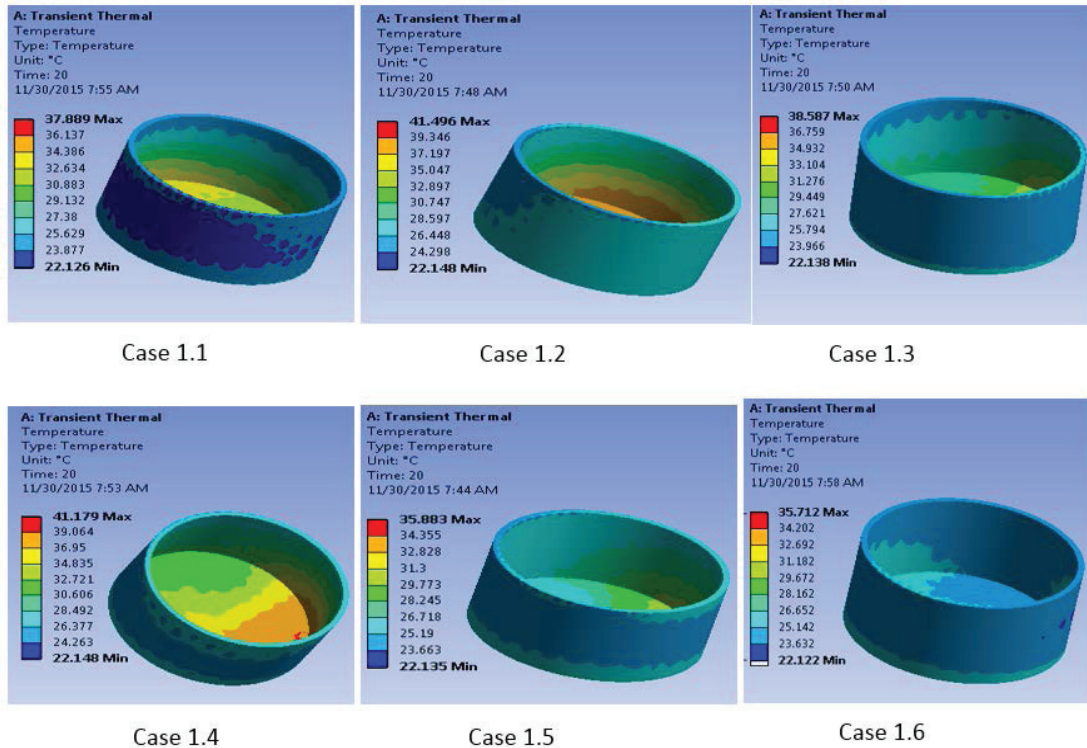 A: Transient Thermal
Temperature
Type: Temperature
Unit: °C
Time: 20
11/30/2015 7:55 AM
37.889 Max
36.137
34.386
32.634
30.883
29.132
27.38
25.629
23.877
22.126 Min
Case 1.1
A: Transient Thermal
Temperature
Type: Temperature
Unit: °C
Time: 20
11/30/2015 7:48 AM
41.496 Max
39.346
37.197
35.047
32.897
30.747
28.597
26.448
24.298
22.148 Min
Case 1.2
A: Transient Thermal
Temperature
Type: Temperature
Unit: °C
Time: 20
11/30/2015 7:50 AM
38.587 Max
36.759
34.932
33.104
31.276
29.449
27.621
25.794
23.966
22.138 Min
Case 1.3
A: Transient Thermal
Temperature
Type: Temperature
Unit: °C
Time: 20
11/30/2015 7:53 AM
41.179 Max
39.064
36.95
34.835
32.721
30.606
28.492
26.377
24.263
22.148 Min
Case 1.4
A: Transient Thermal
Temperature
Type: Temperature
Unit: °C
Time: 20
11/30/2015 7:44 AM
35.883 Max
34.355
32.828
31.3
29.773
28.245
26.718
25.19
23.663
22.135 Min
Case 1.5
A: Transient Thermal
Temperature
Type: Temperature
Unit: °C
Time: 20
11/30/2015 7:58 AM
35.712 Max
34.202
32.692
31.182
29.672
28.162
26.652
25.142
23.632
22.122 Min
Case 1.6